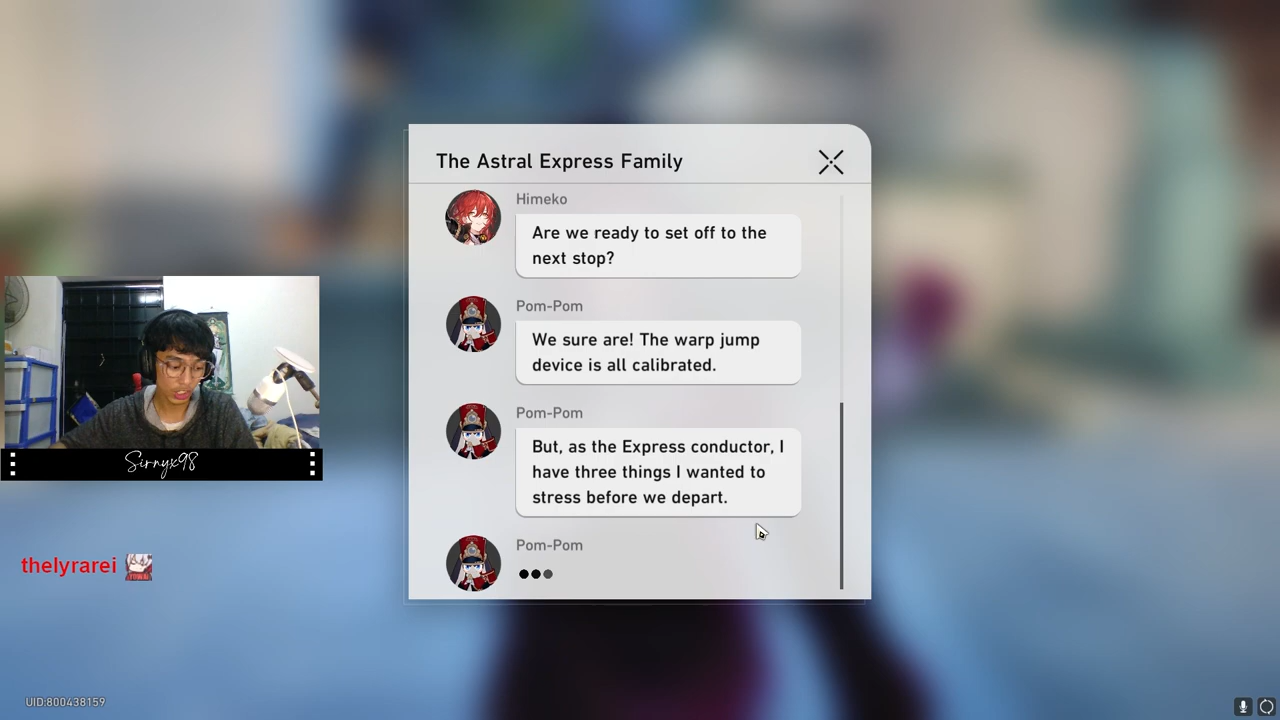 The Astral Express Family
Himeko
Are we ready to set off to the
next stop?
Pom-Pom
We sure are! The warp jump
device is all calibrated.
Pom-Pom
But, as the Express conductor, I
have three things I wanted to
stress before we depart.
Pom-Pom
Sirnyx98
thelyrarei
UID:800438159